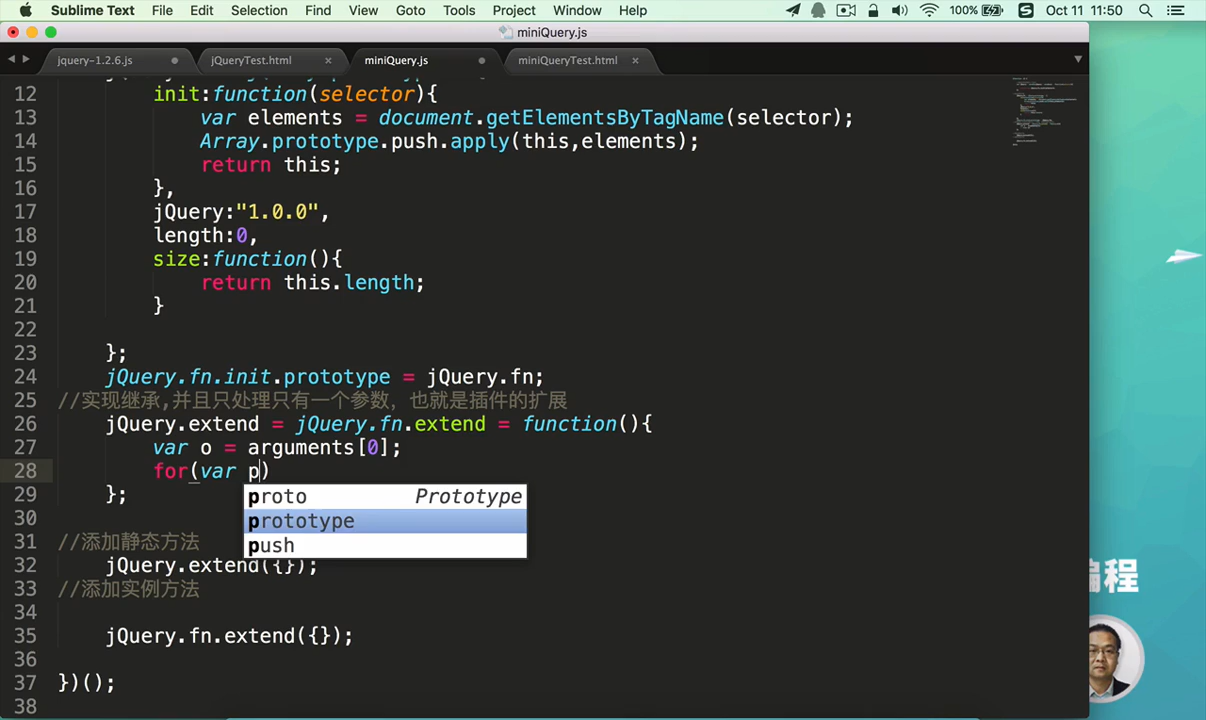 Sublime Text File Edit Selection Find View Goto Tools Project Window Help 100% Oct 11 11:50
miniQuery.js
jquery-1.2.6.js jQueryTest.html × miniQuery.js miniQueryTest.html ×
12 init:function(selector){
13 var elements = document.getElementsByTagName(selector);
14 Array.prototype.push.apply(this,elements);
15 return this;
16 },
17 jQuery:"1.0.0",
18 length:0,
19 size:function(){
20 return this.length;
21 }
22
23 };
24 jQuery.fn.init.prototype = jQuery.fn;
25 //实现继承,并且只处理只有一个参数，也就是插件的扩展
26 jQuery.extend = jQuery.fn.extend = function(){
27 var o = arguments[0];
28 for(var p)
29 };
proto Prototype
prototype
push
30
31 //添加静态方法
32 jQuery.extend({});
33 //添加实例方法
34
35 jQuery.fn.extend({});
36
37 })();
38
编程